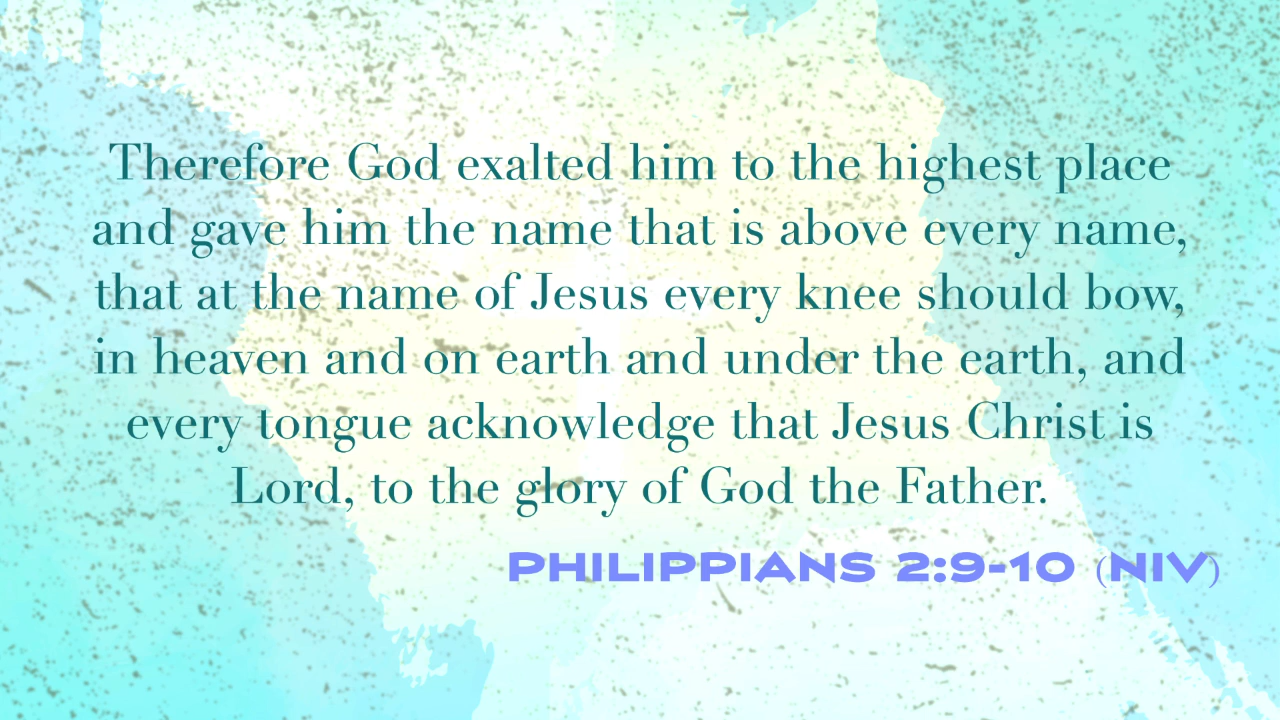 Therefore God exalted him to the highest place
and gave him the name that is above every name,
that at the name of Jesus every knee should bow,
in heaven and on earth and under the earth, and
every tongue acknowledge that Jesus Christ is
Lord, to the glory of God the Father.
PHILIPPIANS 2:9-10 (NIV)